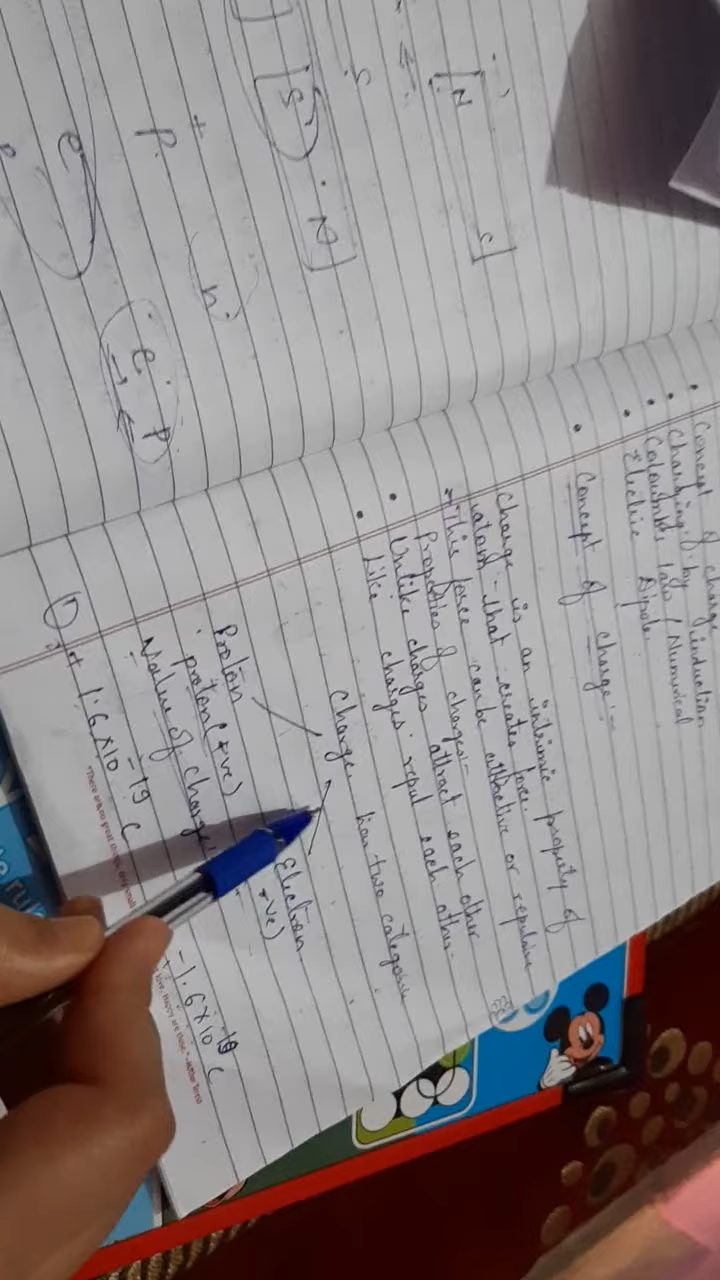 Concept of charge
Charging by induction
Coloumbs law / Numerical
Electric Dipole.
Concept of charge:-
Charge is an intrinsic property of
atom that creates force.
This force can be attractive or repulsive
Properties of charges:-
Unlike charges attract each other
Like charges repul each other.
Charge has two categories
Proton
Electron
proton (+ve)
-ve)
Value of charge
+1.6×10-19 C
-1.6×10-19 C
N
S
S
N
+
P
n
e
e P